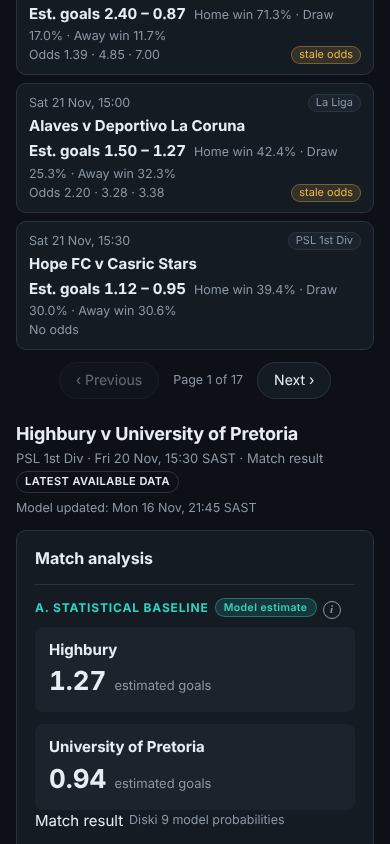 Est. goals 2.40 – 0.87 Home win 71.3% · Draw
17.0% · Away win 11.7%
Odds 1.39 · 4.85 · 7.00 stale odds
Sat 21 Nov, 15:00 La Liga
Alaves v Deportivo La Coruna
Est. goals 1.50 – 1.27 Home win 42.4% · Draw
25.3% · Away win 32.3%
Odds 2.20 · 3.28 · 3.38 stale odds
Sat 21 Nov, 15:30 PSL 1st Div
Hope FC v Casric Stars
Est. goals 1.12 – 0.95 Home win 39.4% · Draw
30.0% · Away win 30.6%
No odds
‹ Previous Page 1 of 17 Next ›
Highbury v University of Pretoria
PSL 1st Div · Fri 20 Nov, 15:30 SAST · Match result
LATEST AVAILABLE DATA
Model updated: Mon 16 Nov, 21:45 SAST
Match analysis
A. STATISTICAL BASELINE Model estimate i
Highbury
1.27 estimated goals
University of Pretoria
0.94 estimated goals
Match result Diski 9 model probabilities